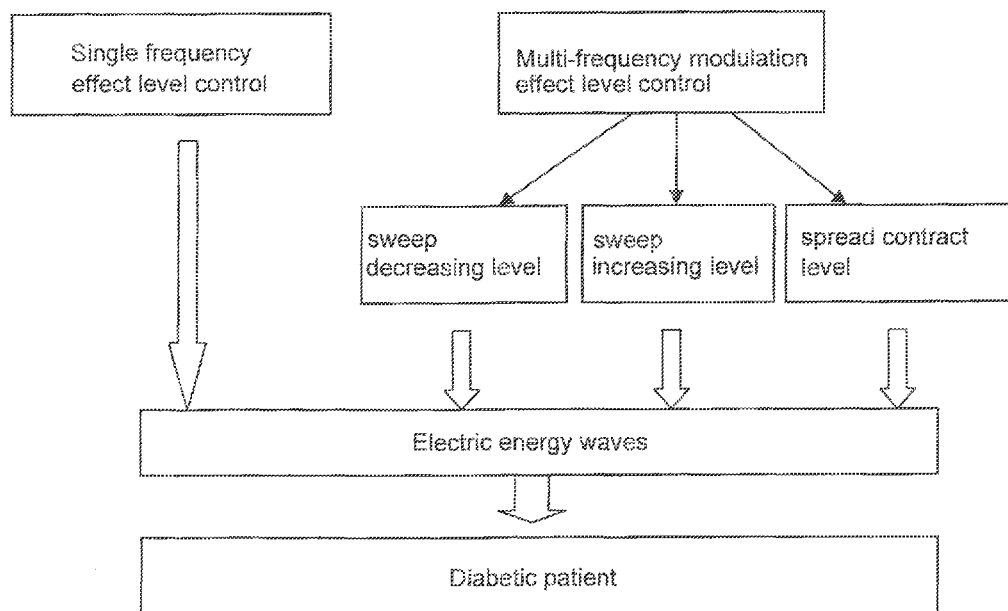 Single frequency
effect level control
Multi-frequency modulation
effect level control
sweep
decreasing level
sweep
increasing level
spread contract
level
Electric energy waves
Diabetic patient